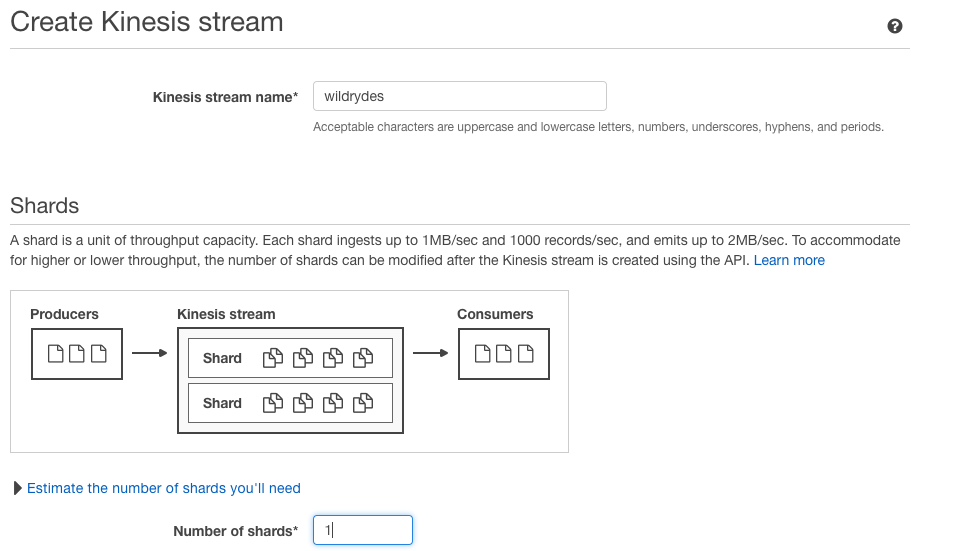 Create Kinesis stream
Kinesis stream name*
wildrydes
Acceptable characters are uppercase and lowercase letters, numbers, underscores, hyphens, and periods.
Shards
A shard is a unit of throughput capacity. Each shard ingests up to 1MB/sec and 1000 records/sec, and emits up to 2MB/sec. To accommodate
for higher or lower throughput, the number of shards can be modified after the Kinesis stream is created using the API. Learn more
Producers
Kinesis stream
Consumers
Shard
Shard
Estimate the number of shards you'll need
Number of shards*
1